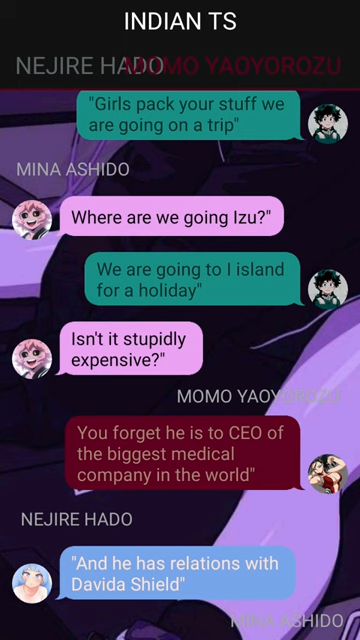 INDIAN TS
NEJIRE HADO
MOMO YAOYOROZU
"Girls pack your stuff we
are going on a trip"
MINA ASHIDO
Where are we going Izu?"
We are going to I island
for a holiday"
Isn't it stupidly
expensive?"
MOMO YAOYOROZU
You forget he is to CEO of
the biggest medical
company in the world"
NEJIRE HADO
"And he has relations with
Davida Shield"
MINA ASHIDO